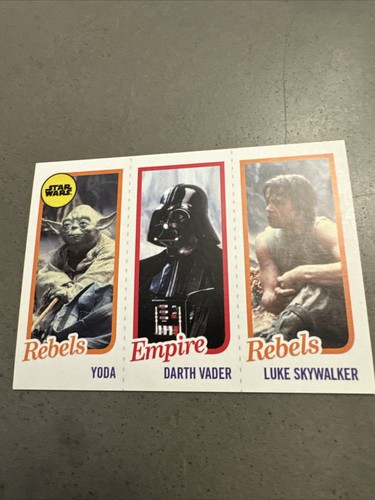 STAR
WARS
Rebels
YODA
Empire
DARTH VADER
Rebels
LUKE SKYWALKER